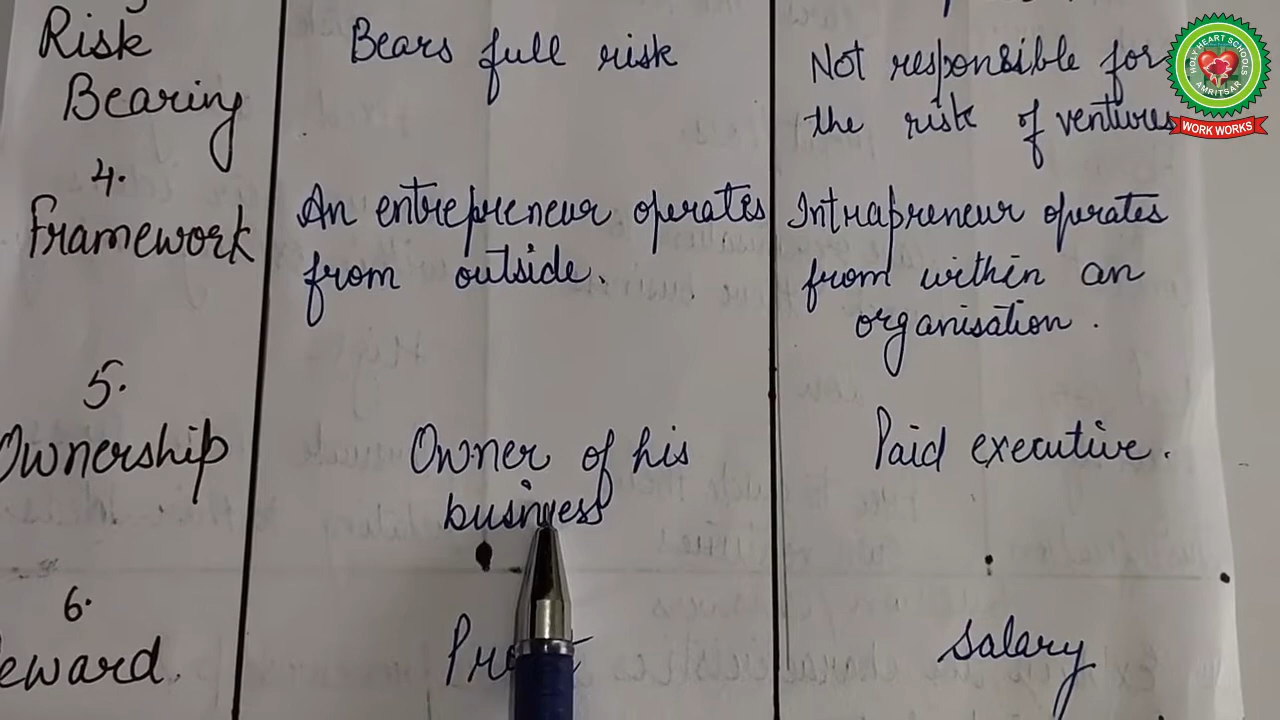 Risk
Bearing
Bears full risk
Not responsible for
the risk of ventures
4.
Framework
An entrepreneur operates
from outside.
Intrapreneur operates
from within an
organisation.
5.
Ownership
Owner of his
business
Paid executive.
6.
eward.
salary
HOLY HEART SCHOOLS
AMRITSAR
WORK WORKS